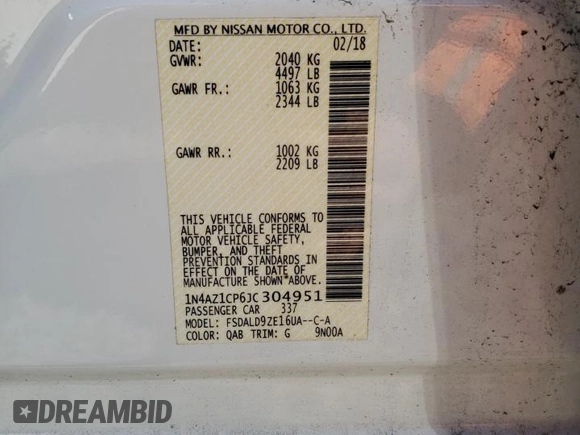 MFD BY NISSAN MOTOR CO., LTD.
DATE: 02/18
GVWR: 2040 KG
4497 LB
GAWR FR.: 1063 KG
2344 LB
GAWR RR.: 1002 KG
2209 LB
THIS VEHICLE CONFORMS TO
ALL APPLICABLE FEDERAL
MOTOR VEHICLE SAFETY,
BUMPER, AND THEFT
PREVENTION STANDARDS IN
EFFECT ON THE DATE OF
MANUFACTURE SHOWN ABOVE.
1N4AZ1CP6JC304951
PASSENGER CAR 337
MODEL: FSDALD9ZE16UA--C-A
COLOR: QAB TRIM: G 9N00A
DREAMBID